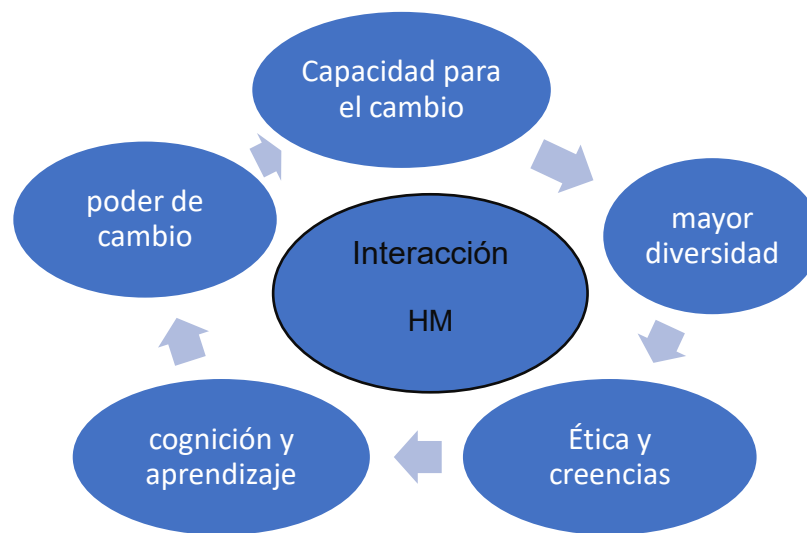 Capacidad para
el cambio
mayor
diversidad
Ética y
creencias
cognición y
aprendizaje
poder de
cambio
Interacción
HM